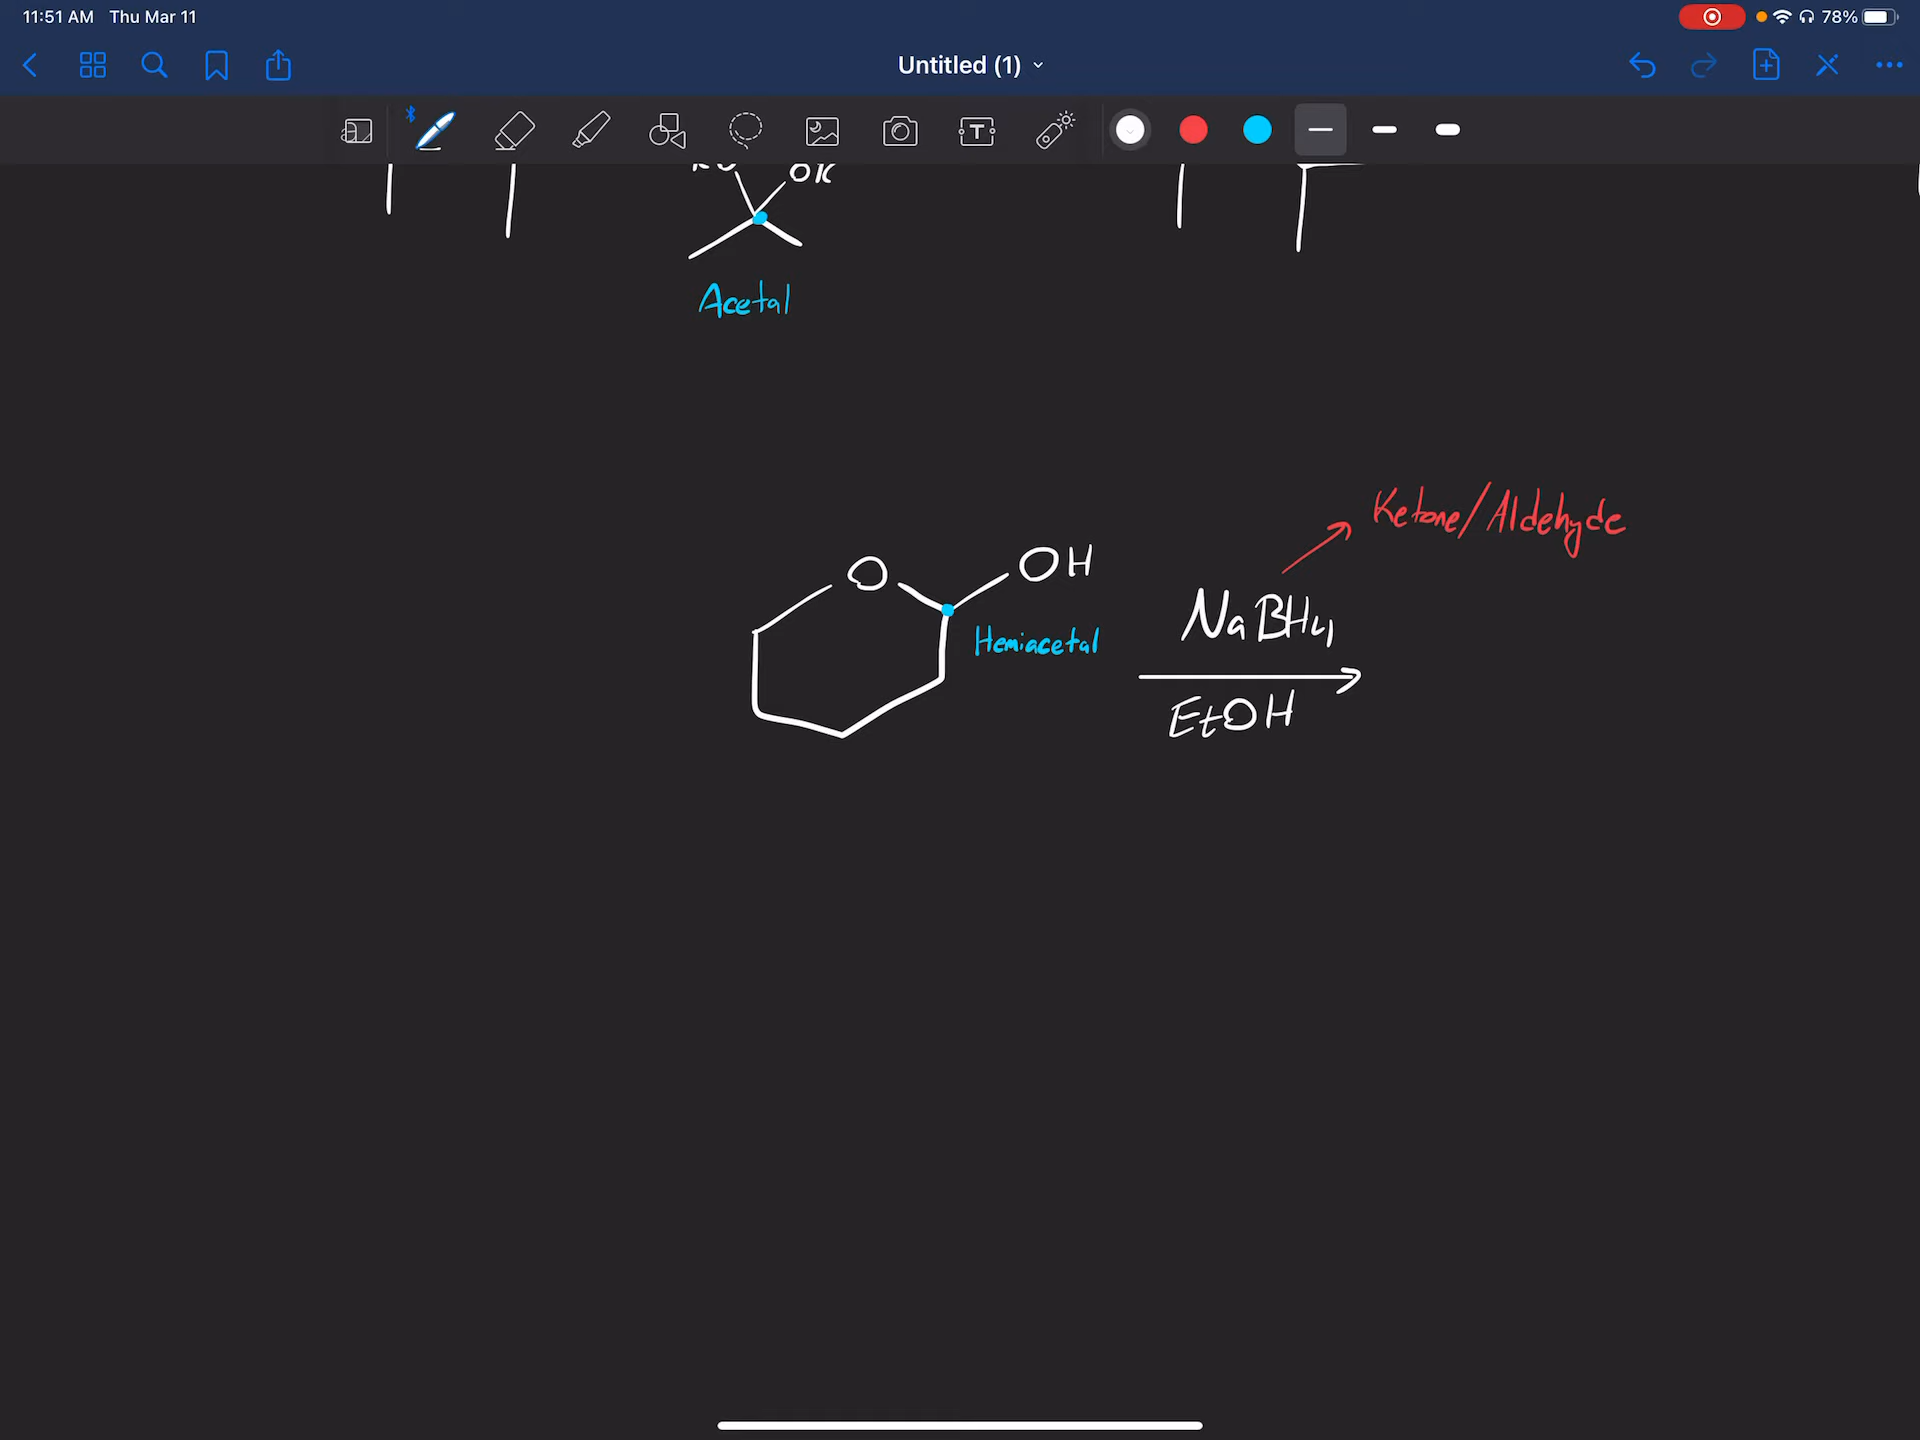 11:51 AM Thu Mar 11
78%
Untitled (1)
T
OR
Acetal
Ketone/Aldehyde
O
OH
NaBH4
Hemiacetal
EtOH